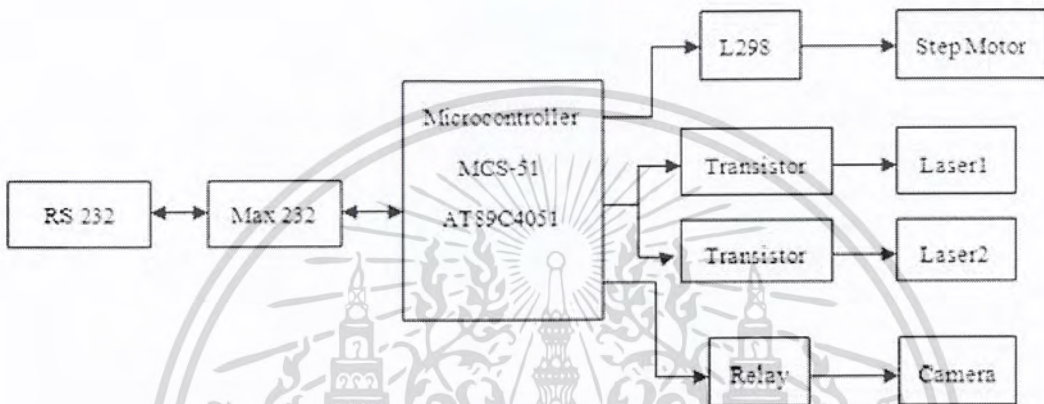 L298
Step Motor
Microcontroller
MCS-51
AT89C4051
Transistor
Laser1
RS 232
Max 232
Transistor
Laser2
Relay
Camera